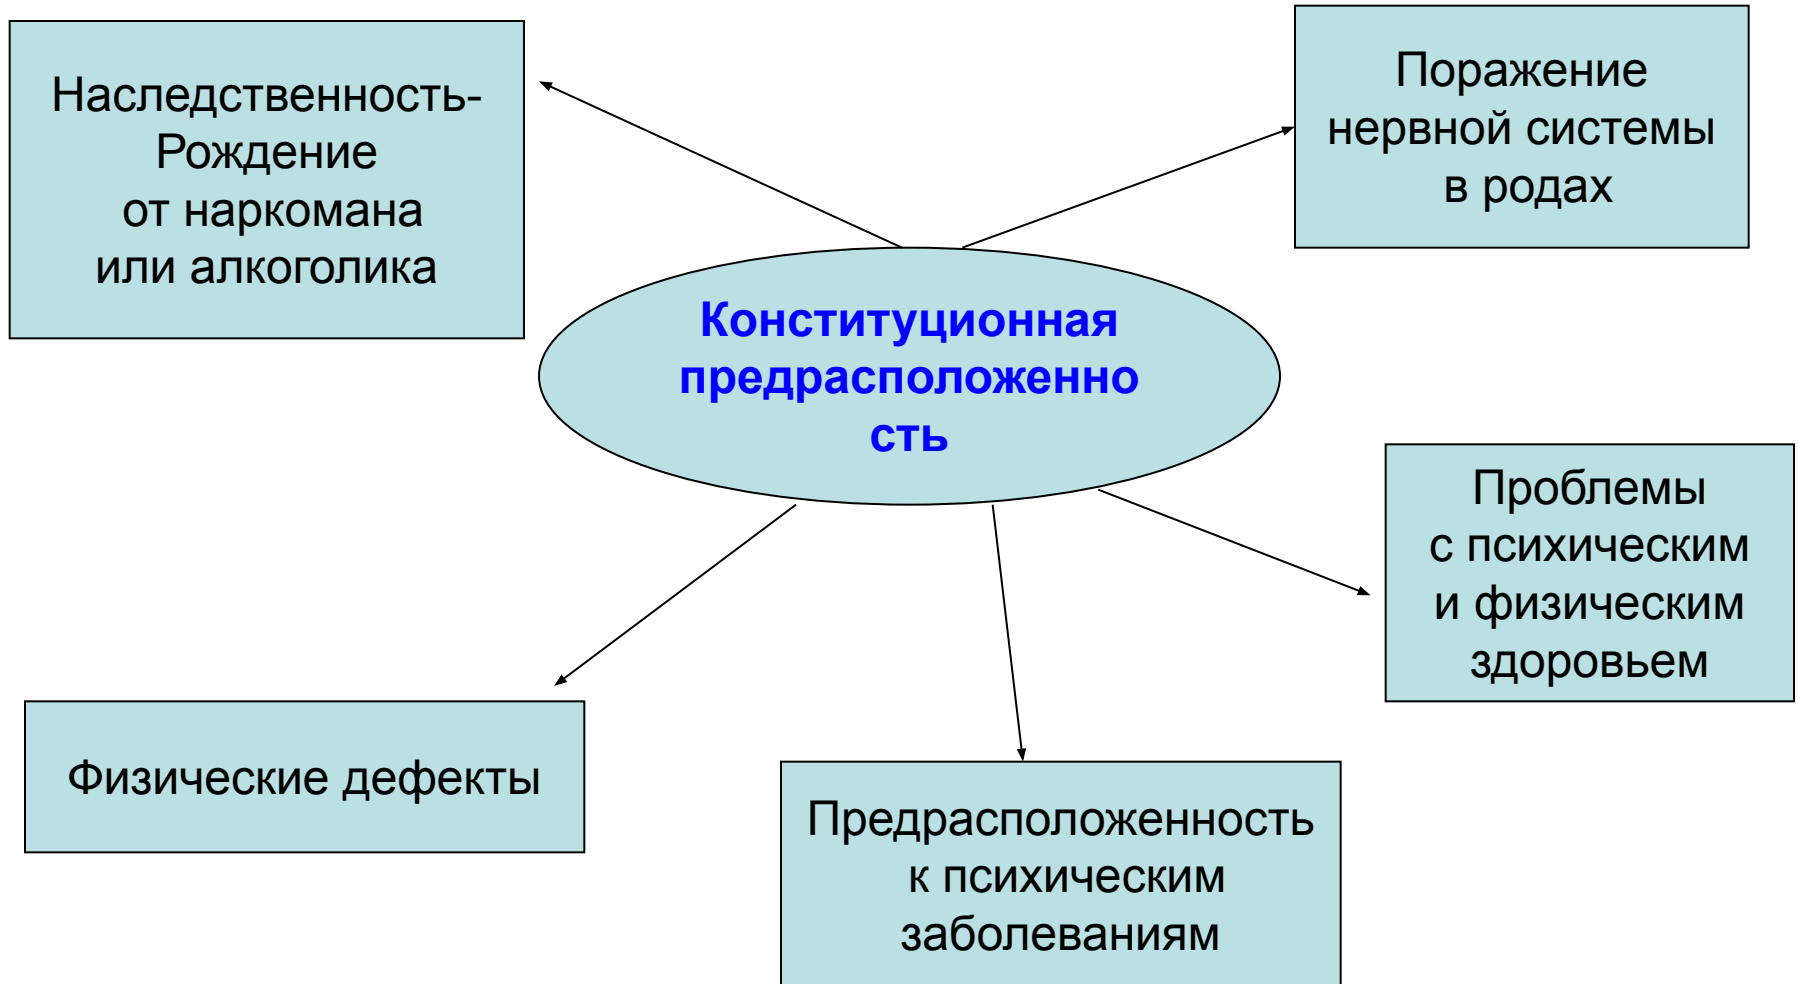 Наследственность-
Рождение
от наркомана
или алкоголика
Поражение
нервной системы
в родах
Конституционная
предрасположенно
сть
Проблемы
с психическим
и физическим
здоровьем
Физические дефекты
Предрасположенность
к психическим
заболеваниям